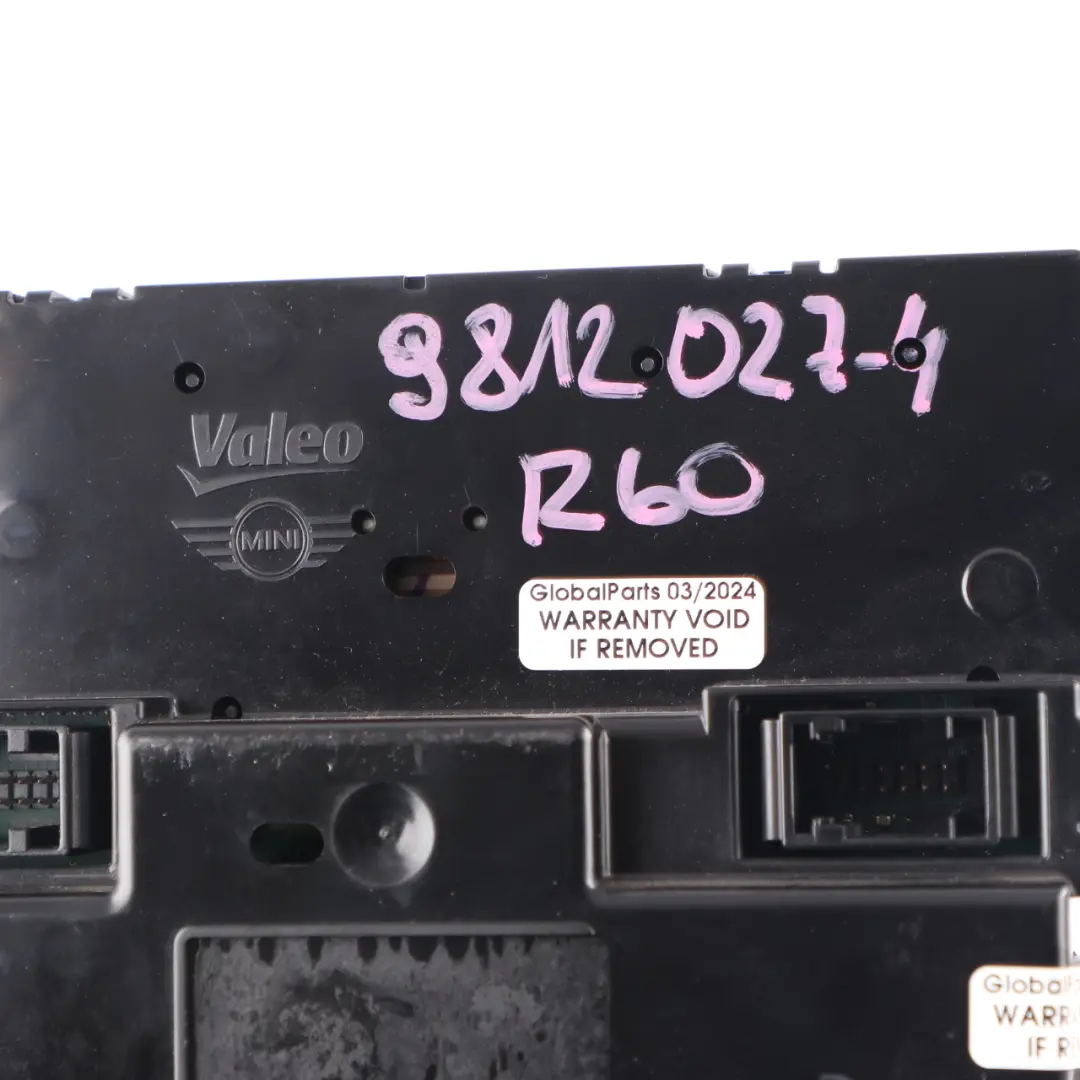 9812027-4
Valeo
R60
MINI
GlobalParts 03/2024
WARRANTY VOID
IF REMOVED